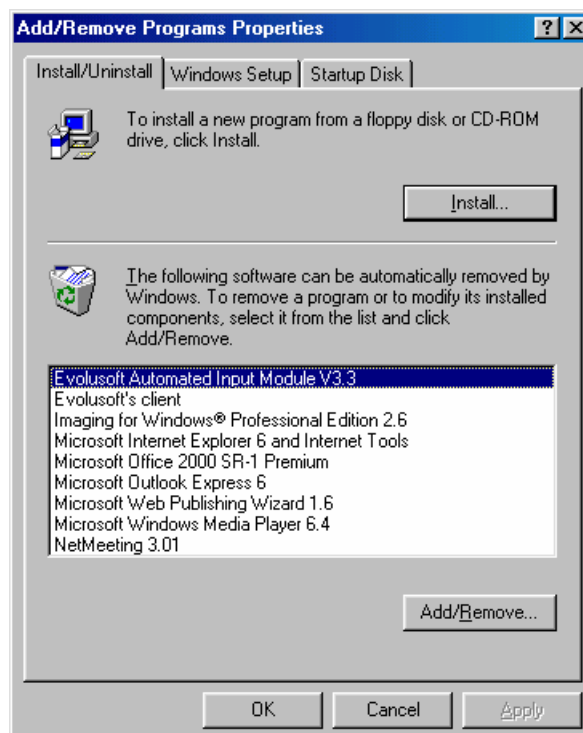 Add/Remove Programs Properties
Install/Uninstall Windows Setup Startup Disk
To install a new program from a floppy disk or CD-ROM
drive, click Install.
Install...
The following software can be automatically removed by
Windows. To remove a program or to modify its installed
components, select it from the list and click
Add/Remove.
Evolusoft Automated Input Module V3.3
Evolusoft's client
Imaging for Windows® Professional Edition 2.6
Microsoft Internet Explorer 6 and Internet Tools
Microsoft Office 2000 SR-1 Premium
Microsoft Outlook Express 6
Microsoft Web Publishing Wizard 1.6
Microsoft Windows Media Player 6.4
NetMeeting 3.01
Add/Remove...
OK Cancel Apply